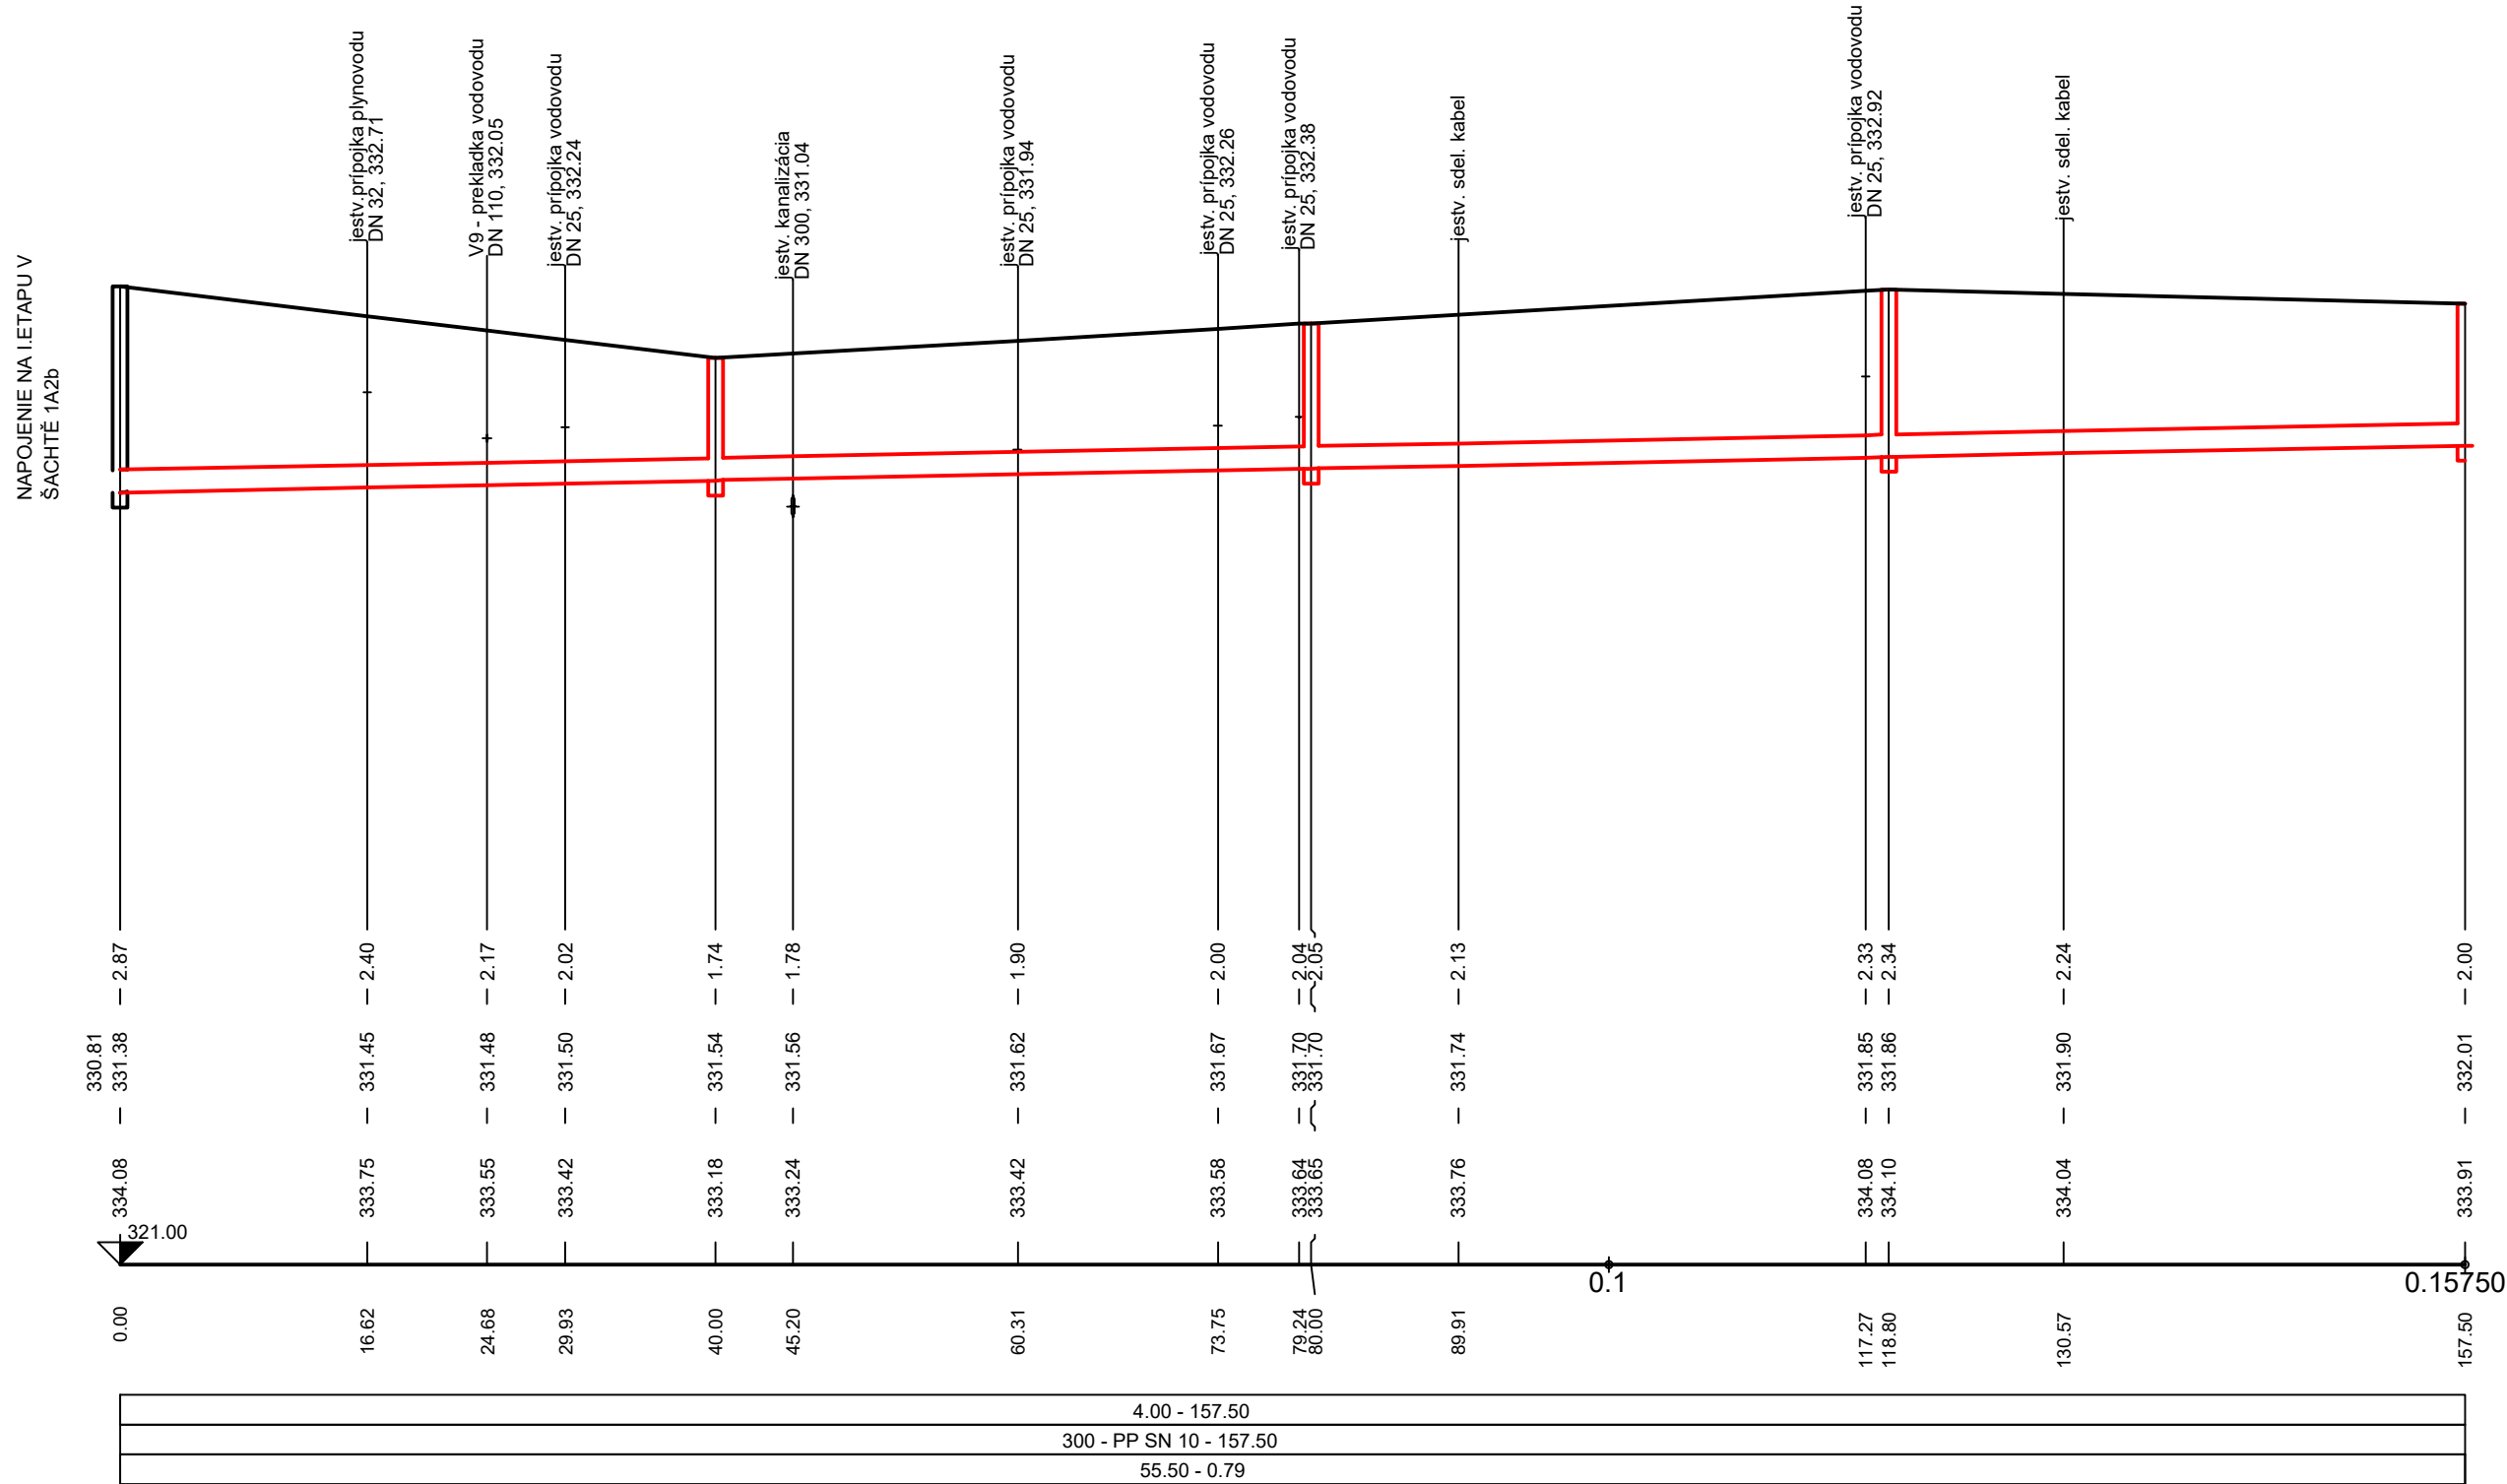 NAPOJENIE NA I.ETAPU V
ŠACHTĚ 1A2b
jestv.prípojka plynovodu
DN 32, 332.71
V9 - prekladka vodovodu
DN 110, 332.05
jestv. prípojka vodovodu
DN 25, 332.24
jestv. kanalizácia
DN 300, 331.04
jestv. prípojka vodovodu
DN 25, 331.94
jestv. prípojka vodovodu
DN 25, 332.26
jestv. prípojka vodovodu
DN 25, 332.38
jestv. sdel. kabel
jestv. prípojka vodovodu
DN 25, 332.92
jestv. sdel. kabel
2.87 2.40 2.17 2.02 1.74 1.78 1.90 2.00 2.04 2.05 2.13 2.33 2.34 2.24 2.00
330.81
331.38 331.45 331.48 331.50 331.54 331.56 331.62 331.67 331.70 331.70 331.74 331.85 331.86 331.90 332.01
334.08 333.75 333.55 333.42 333.18 333.24 333.42 333.58 333.64 333.65 333.76 334.08 334.10 334.04 333.91
321.00
0.1
0.15750
0.00 16.62 24.68 29.93 40.00 45.20 60.31 73.75 79.24 80.00 89.91 117.27 118.80 130.57 157.50
4.00 - 157.50
300 - PP SN 10 - 157.50
55.50 - 0.79